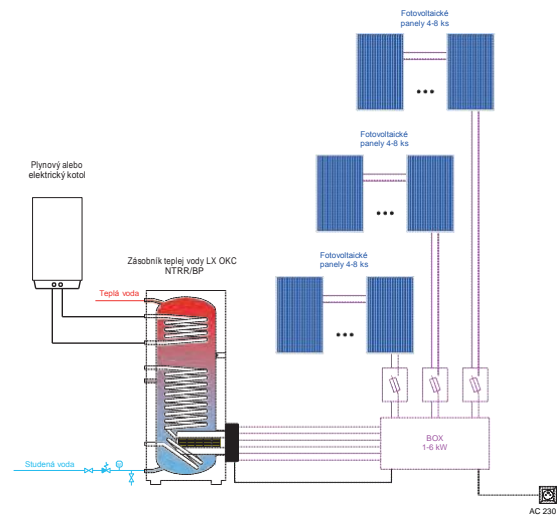 Fotovoltaické
panely 4-8 ks
Fotovoltaické
panely 4-8 ks
Plynový alebo
elektrický kotol
Zásobník teplej vody LX OKC
NTRR/BP
Fotovoltaické
panely 4-8 ks
Teplá voda
BOX
1-6 kW
Studená voda
AC 230